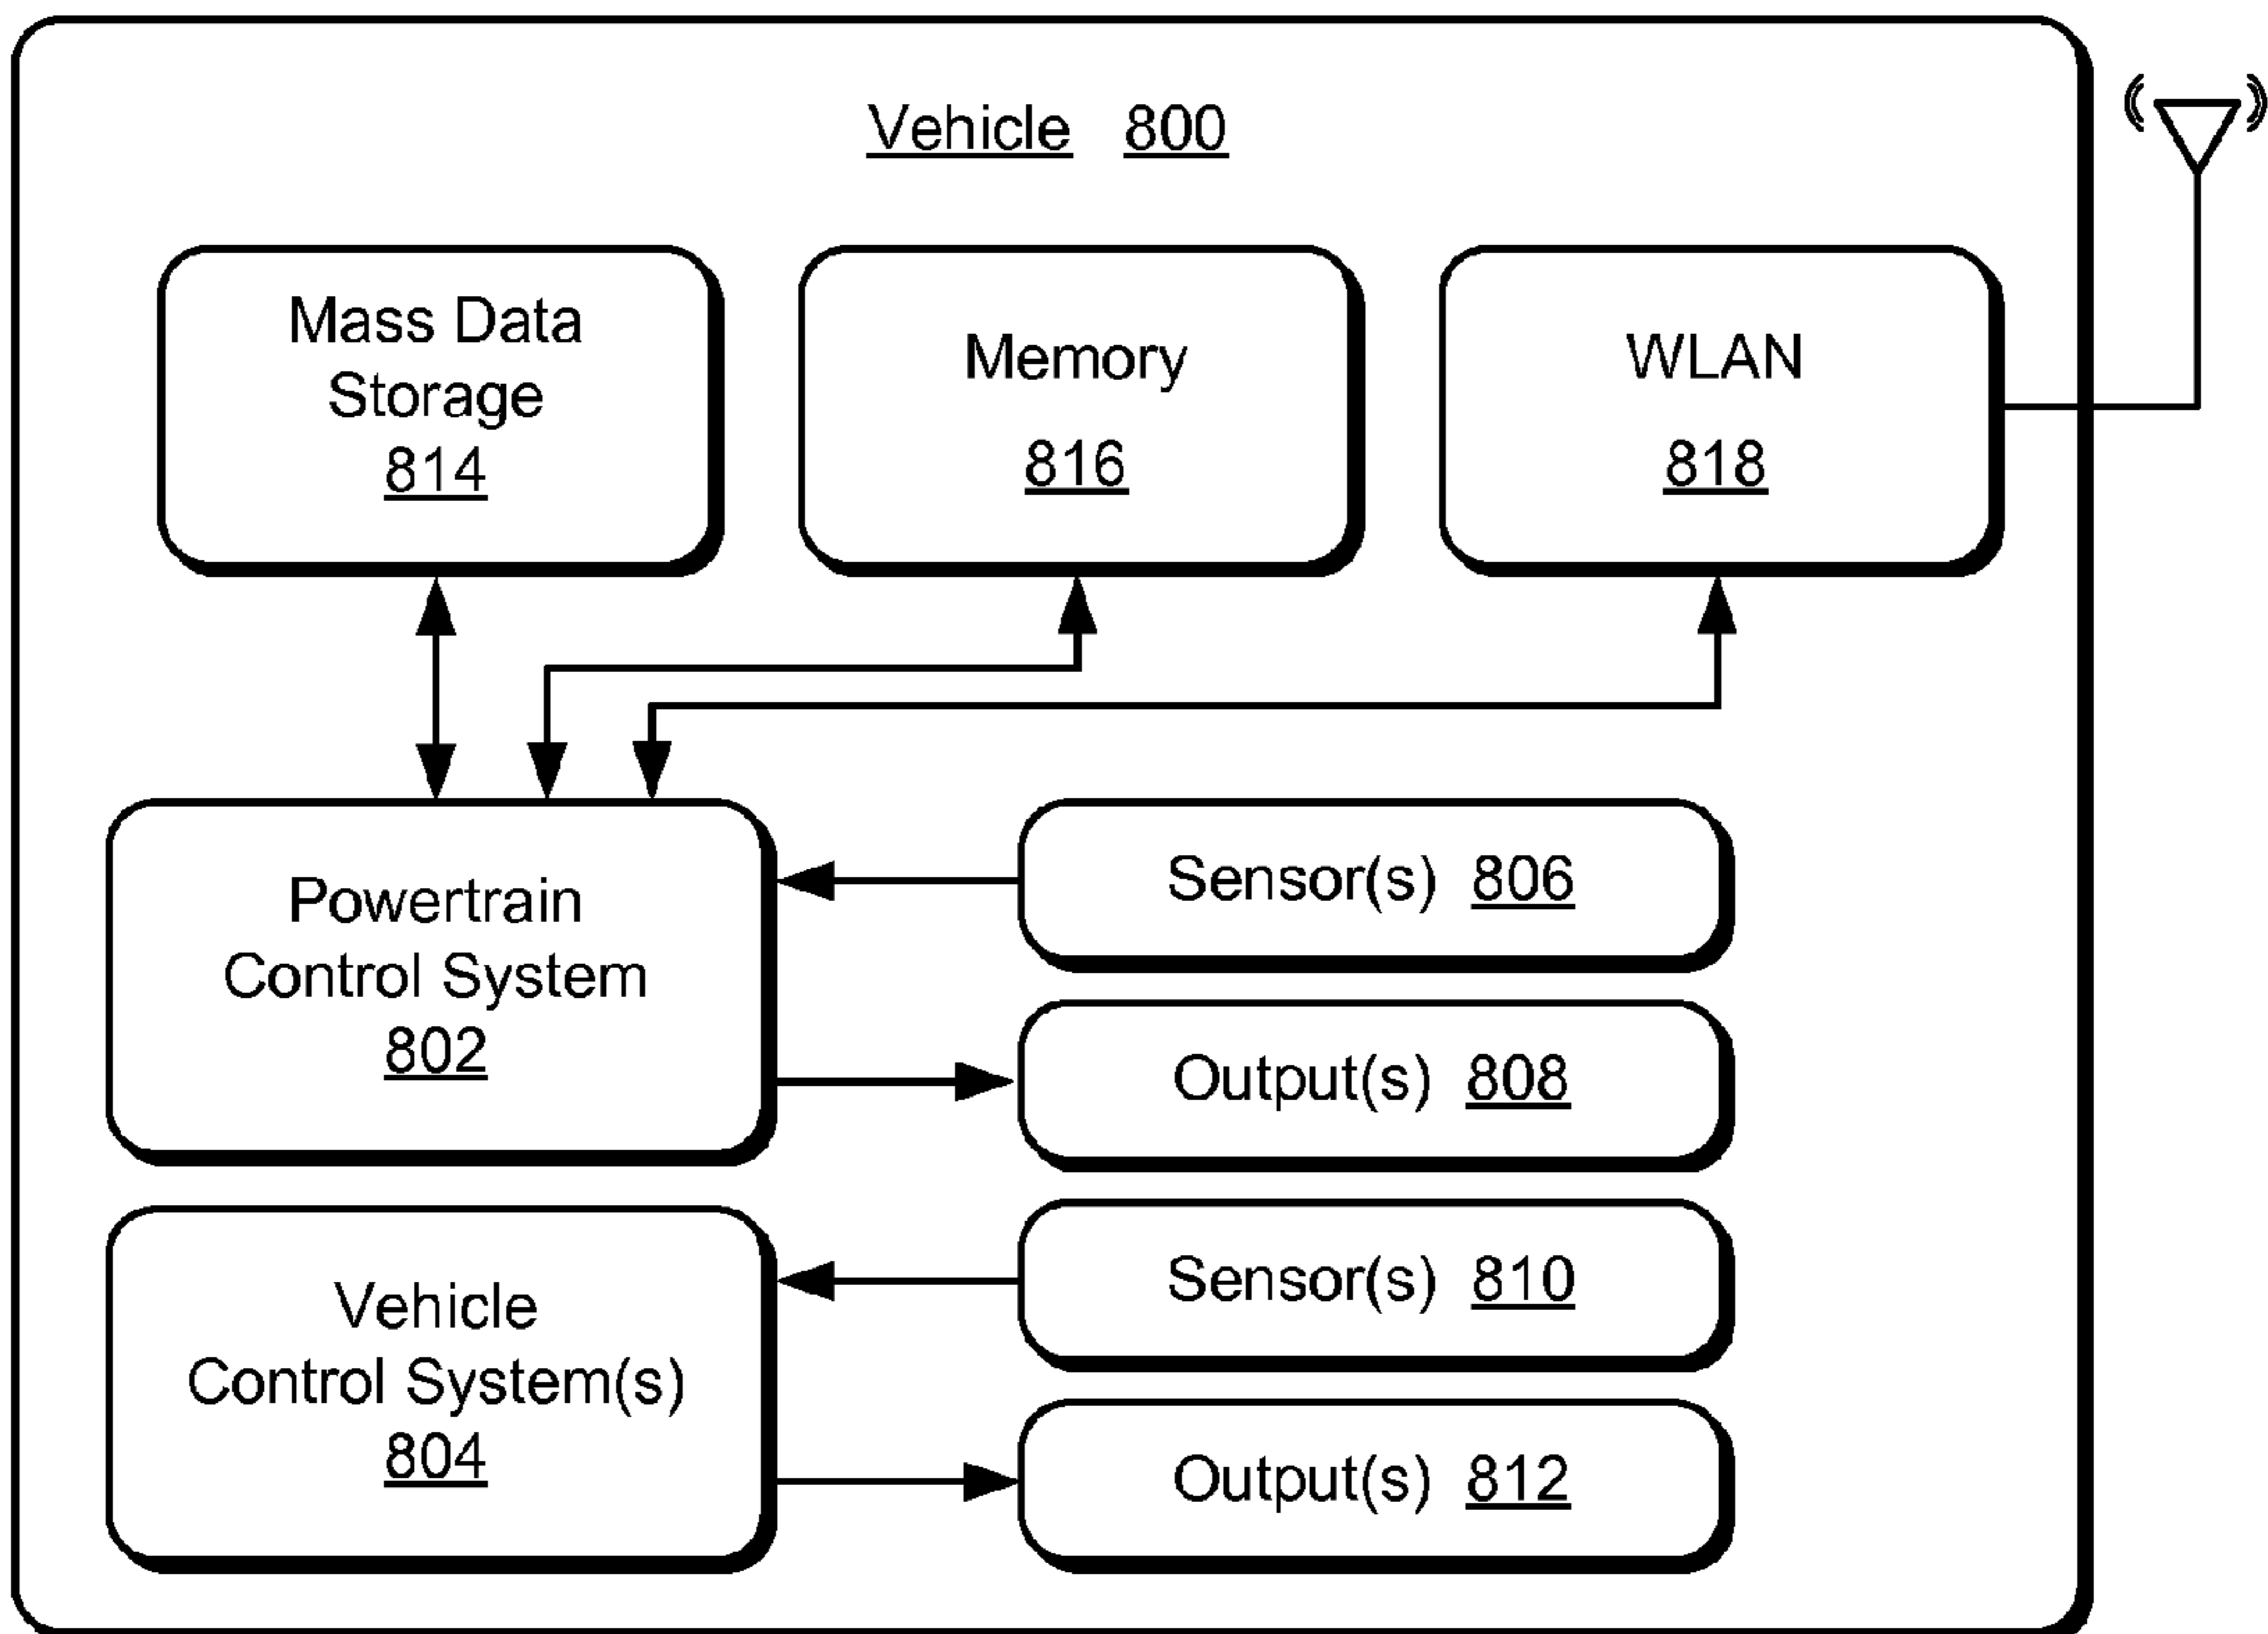 Vehicle 800
Mass Data
Storage
814
Memory
816
WLAN
818
Powertrain
Control System
802
Sensor(s) 806
Output(s) 808
Vehicle
Control System(s)
804
Sensor(s) 810
Output(s) 812